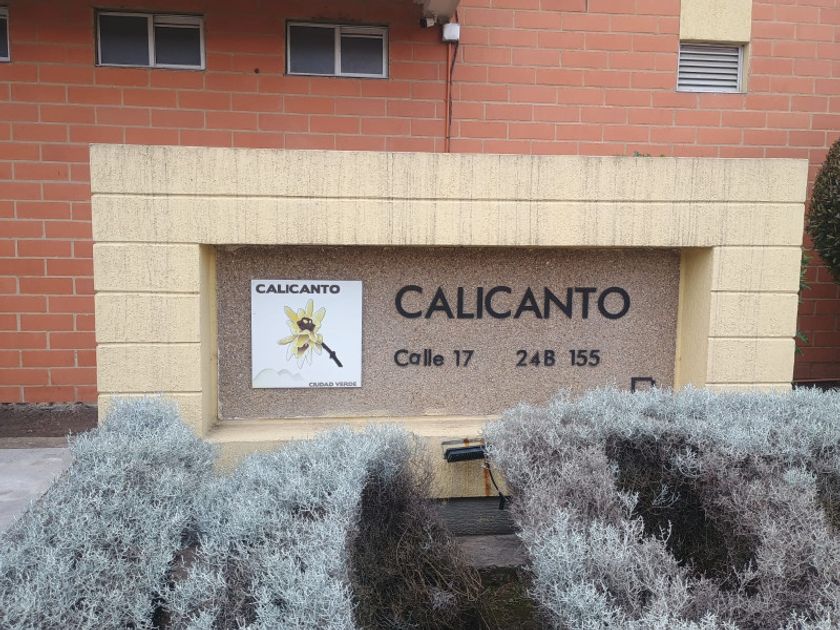 CALICANTO
CIUDAD VERDE
CALICANTO
Calle 17 24B 155